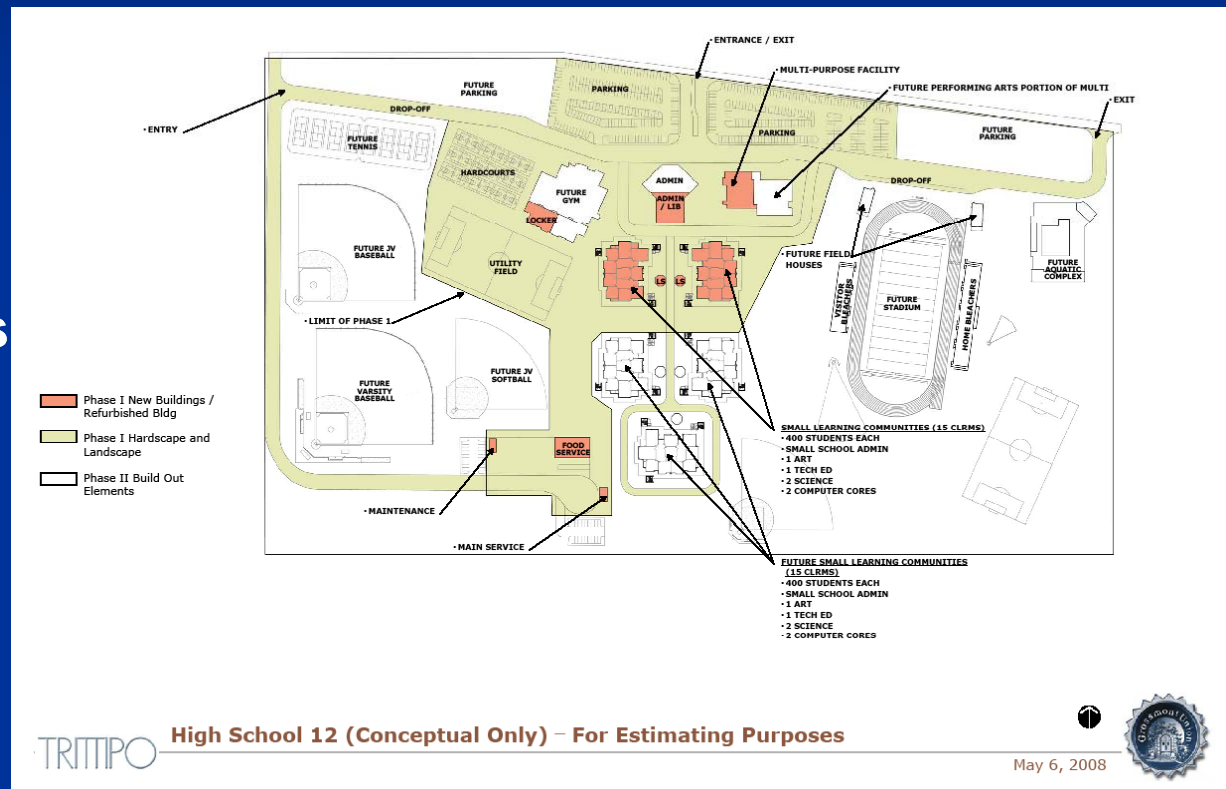 · ENTRANCE / EXIT
· MULTI-PURPOSE FACILITY
· FUTURE PERFORMING ARTS PORTION OF MULTI
· EXIT
· ENTRY
FUTURE
PARKING
PARKING
DROP-OFF
PARKING
FUTURE
PARKING
FUTURE
TENNIS
HARDCOURTS
FUTURE
GYM
LOCKER
ADMIN
ADMIN
/ LIB
DROP-OFF
FUTURE JV
BASEBALL
UTILITY
FIELD
LS
LS
· FUTURE FIELD
HOUSES
VISITOR
BLEACHERS
FUTURE
STADIUM
HOME BLEACHERS
FUTURE
AQUATIC
COMPLEX
· LIMIT OF PHASE 1
S
FUTURE
VARSITY
BASEBALL
FUTURE JV
SOFTBALL
Phase I New Buildings /
Refurbished Bldg
Phase I Hardscape and
Landscape
Phase II Build Out
Elements
FOOD
SERVICE
· MAINTENANCE
· MAIN SERVICE
SMALL LEARNING COMMUNITIES (15 CLRMS)
· 400 STUDENTS EACH
· SMALL SCHOOL ADMIN
· 1 ART
· 1 TECH ED
· 2 SCIENCE
· 2 COMPUTER CORES
FUTURE SMALL LEARNING COMMUNITIES
(15 CLRMS)
· 400 STUDENTS EACH
· SMALL SCHOOL ADMIN
· 1 ART
· 1 TECH ED
· 2 SCIENCE
· 2 COMPUTER CORES
TRITTIPO
High School 12 (Conceptual Only) – For Estimating Purposes
May 6, 2008
Grossmont Union